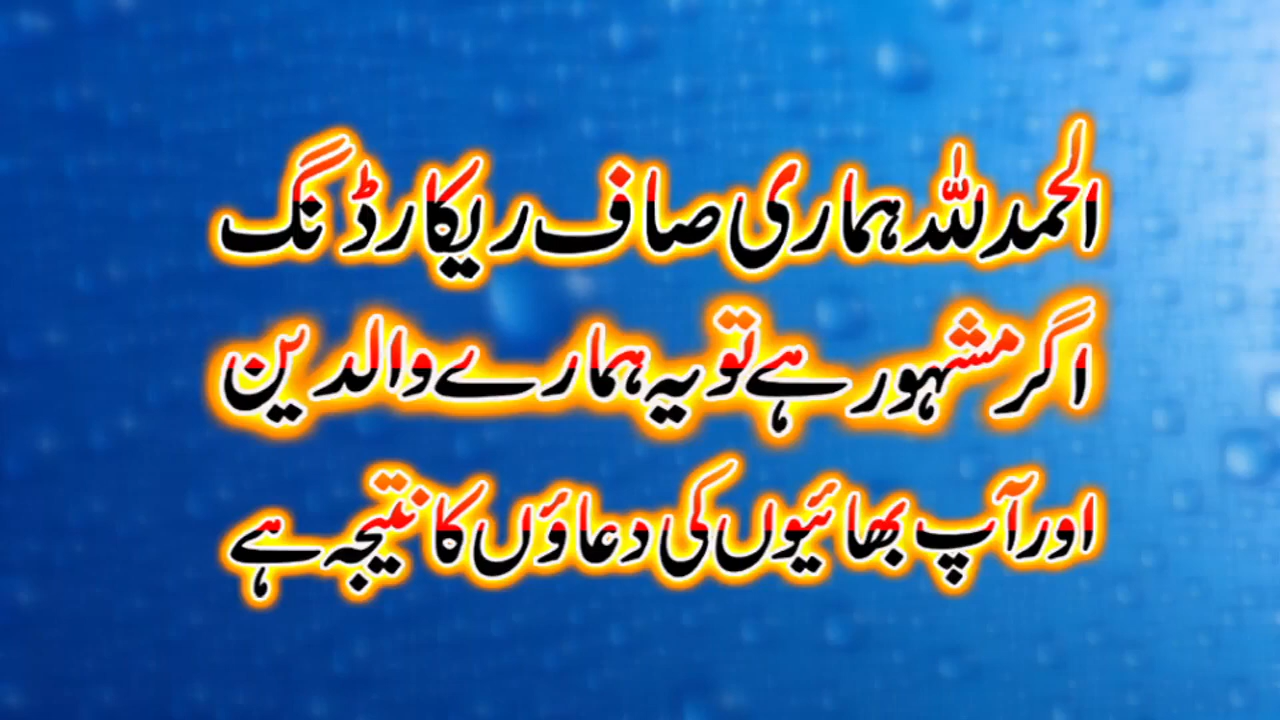 الحمدللہ ہماری صاف ریکارڈنگ
اگر مشہور ہے تو یہ ہمارے والدین
اور آپ بھائیوں کی دعاؤں کا نتیجہ ہے